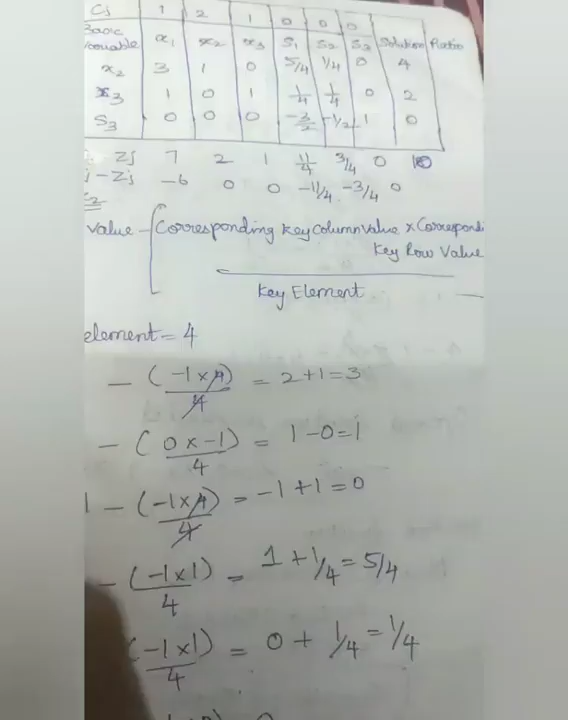 Cj 1 2 1 0 0 0
Basic x1 x2 x3 S1 S2 S3 Solution Ratio
Variable
x2 3 1 0 5/4 1/4 0 4
x3 1 0 1 1/4 1/4 0 2
S3 0 0 0 -3/2 -1/2 1 0
Zj 7 2 1 11/4 3/4 0 10
j-Zj -6 0 0 -11/4 -3/4 0
value - [Corresponding key column value x Correspondi
Key Row Value
Key Element
element = 4
- (-1x4) = 2+1=3
4
- (0x-1) = 1-0=1
4
1 - (-1x4) = -1+1=0
4
- (-1x1) = 1+1/4=5/4
4
(-1x1) = 0+1/4=1/4
4